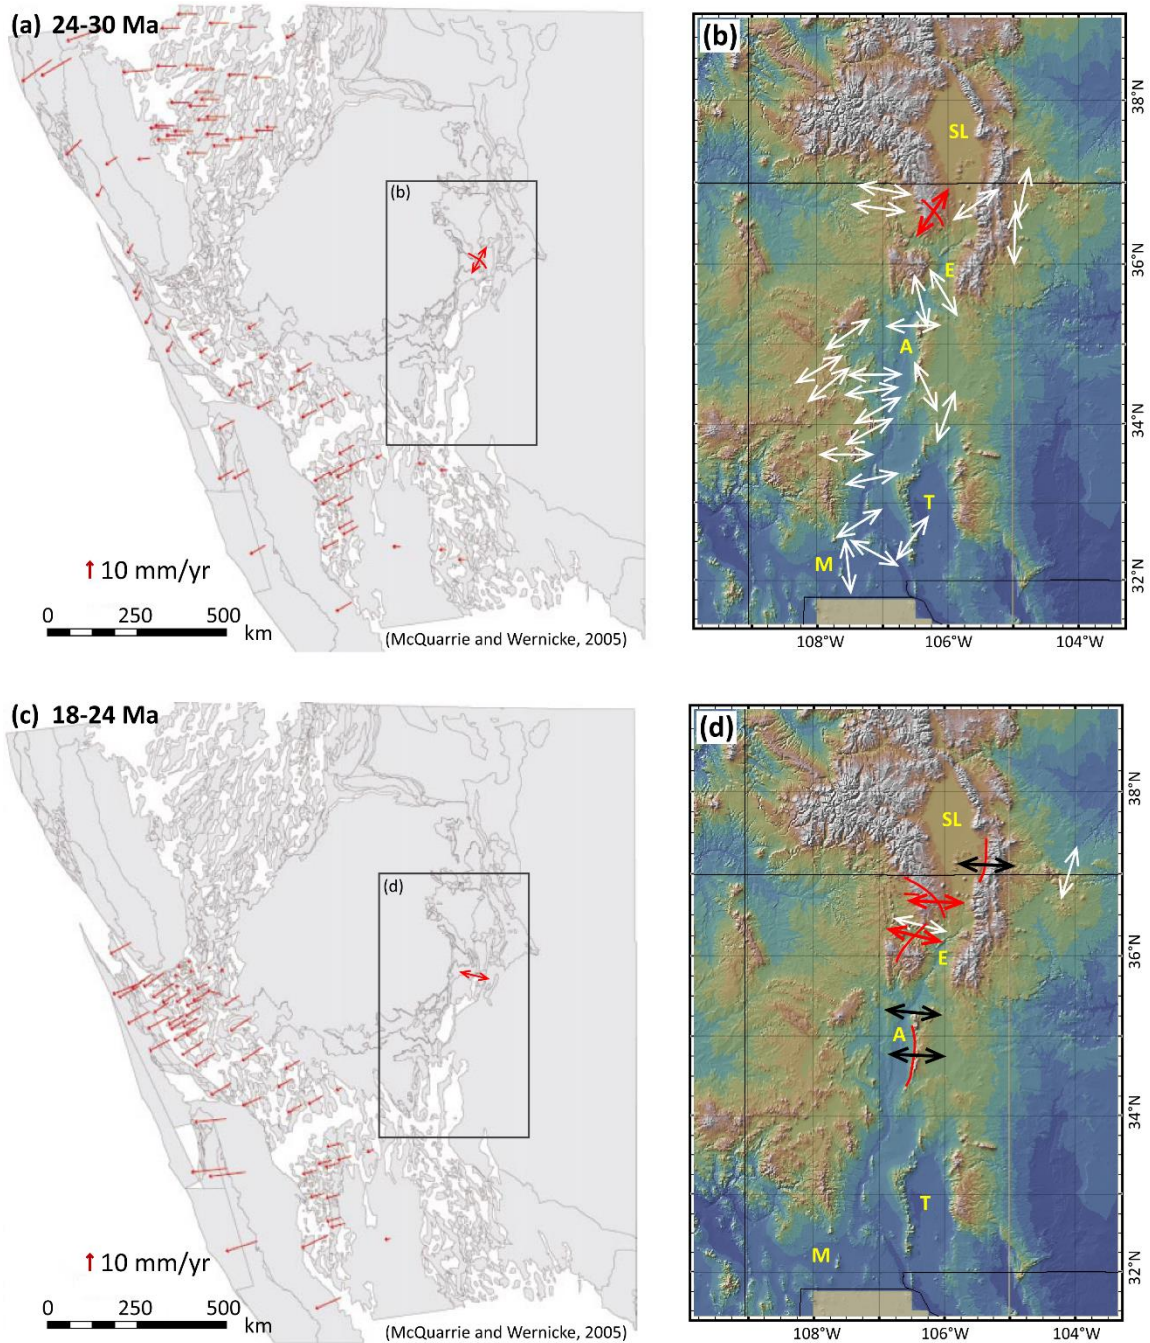 (a) 24-30 Ma
(b)
10 mm/yr
0 250 500
km
(McQuarrie and Wernicke, 2005)
(b)
SL
E
A
T
M
38°N
36°N
34°N
32°N
108°W 106°W 104°W
(c) 18-24 Ma
(d)
10 mm/yr
0 250 500
km
(McQuarrie and Wernicke, 2005)
(d)
SL
E
A
T
M
38°N
36°N
34°N
32°N
108°W 106°W 104°W